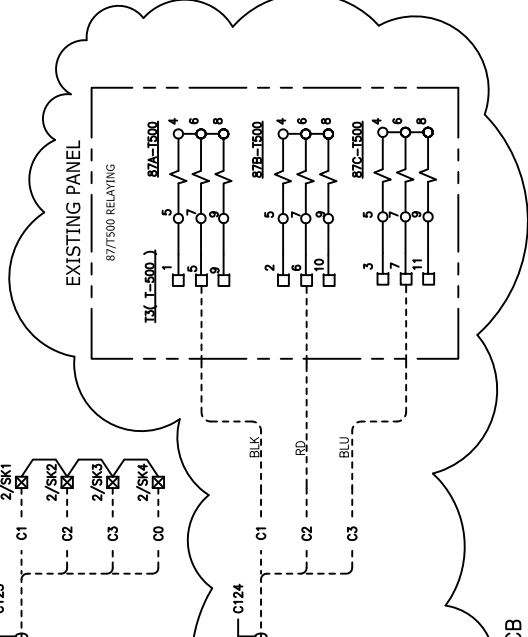 EXISTING PANEL
87/T500 RELAYING
T3( T-500 )
87A-T500
1 5 4
5 7 6
9 9 8
87B-T500
2 5 4
6 7 6
10 9 8
87C-T500
3 5 4
7 7 6
11 9 8
2/SK1
C1
2/SK2
C2
2/SK3
C3
2/SK4
C0
BLK
C1
RD
C2
BLU
C3
C124